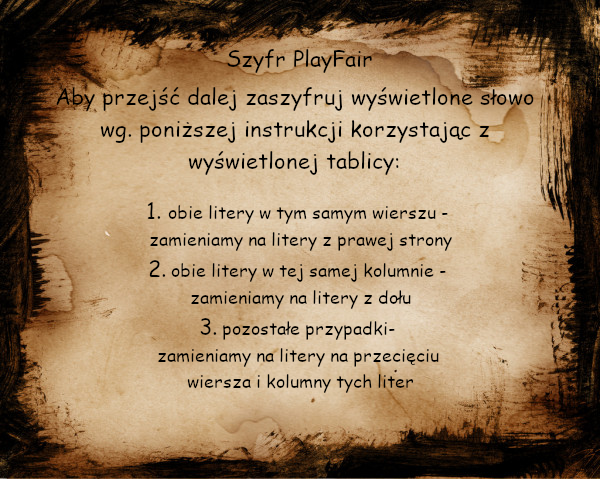 Szyfr PlayFair
Aby przejść dalej zaszyfruj wyświetlone słowo
wg. poniższej instrukcji korzystając z
wyświetlonej tablicy:
1. obie litery w tym samym wierszu -
zamieniamy na litery z prawej strony
2. obie litery w tej samej kolumnie -
zamieniamy na litery z dołu
3. pozostałe przypadki-
zamieniamy na litery na przecięciu
wiersza i kolumny tych liter